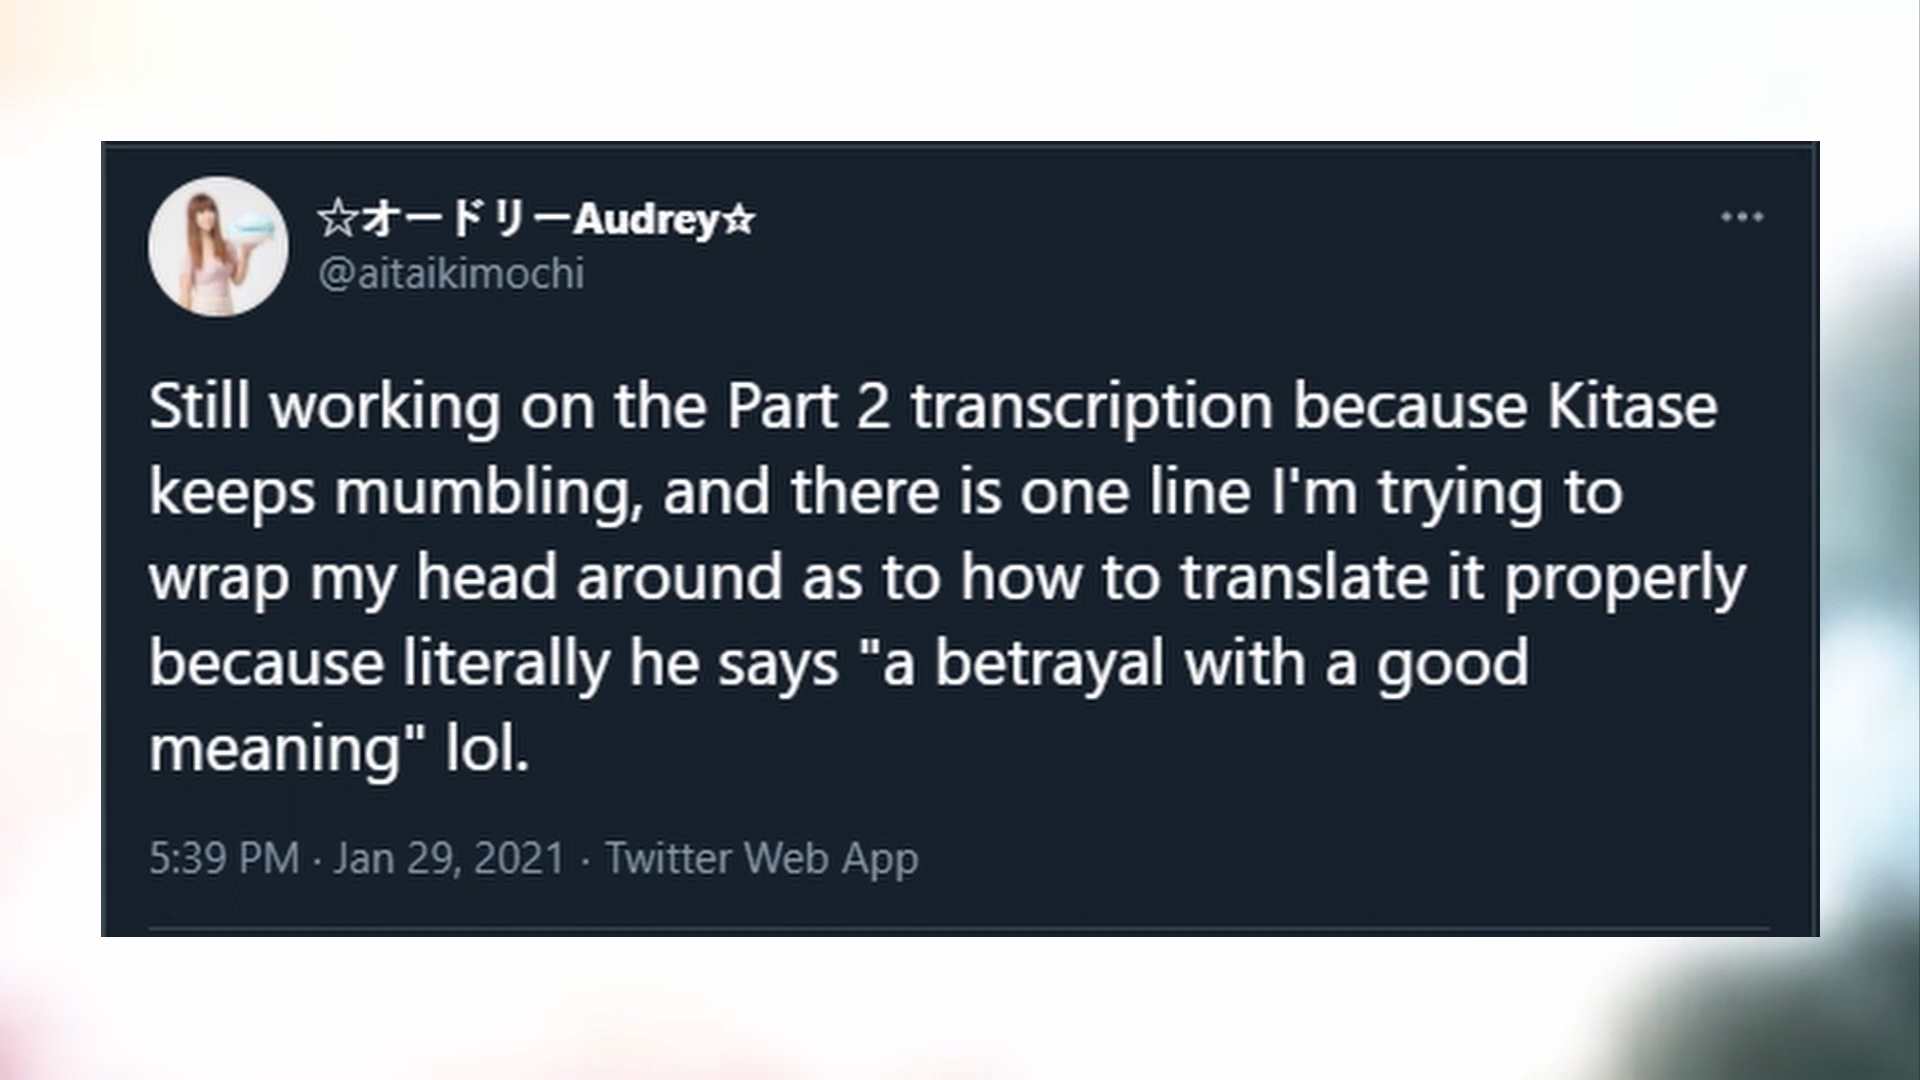 ☆オードリーAudrey☆
@aitaikimochi
Still working on the Part 2 transcription because Kitase
keeps mumbling, and there is one line I'm trying to
wrap my head around as to how to translate it properly
because literally he says "a betrayal with a good
meaning" lol.
5:39 PM · Jan 29, 2021 · Twitter Web App